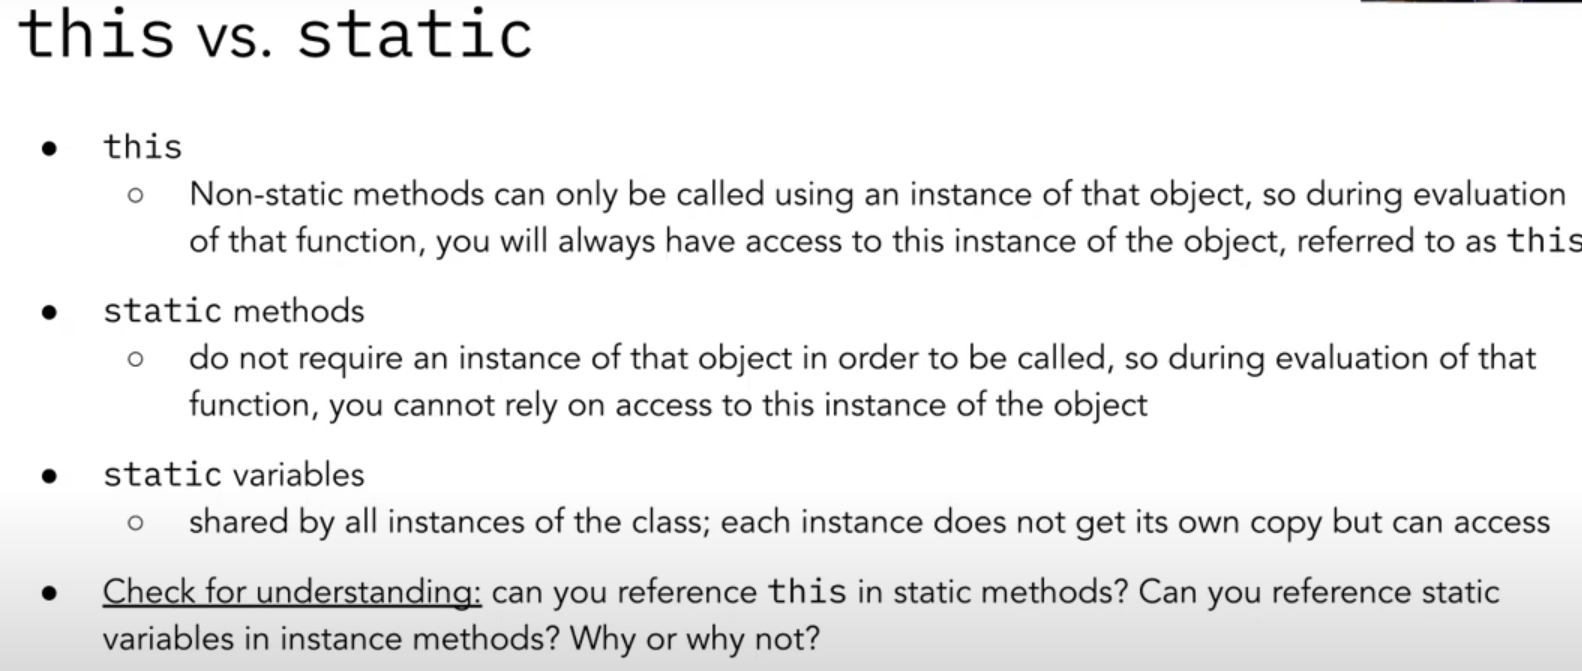 this vs. static
● this
○ Non-static methods can only be called using an instance of that object, so during evaluation
of that function, you will always have access to this instance of the object, referred to as this
● static methods
○ do not require an instance of that object in order to be called, so during evaluation of that
function, you cannot rely on access to this instance of the object
● static variables
○ shared by all instances of the class; each instance does not get its own copy but can access
● Check for understanding: can you reference this in static methods? Can you reference static
variables in instance methods? Why or why not?